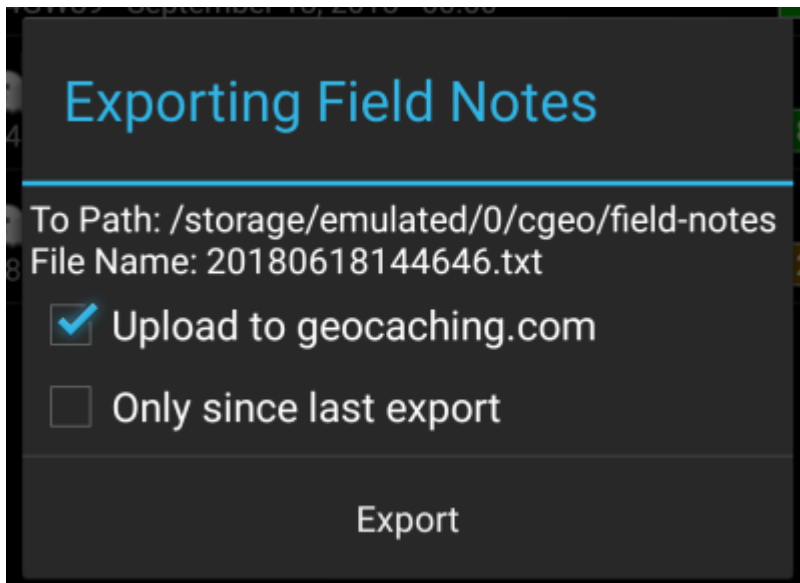 Exporting Field Notes
To Path: /storage/emulated/0/cgeo/field-notes
File Name: 20180618144646.txt
Upload to geocaching.com
Only since last export
Export